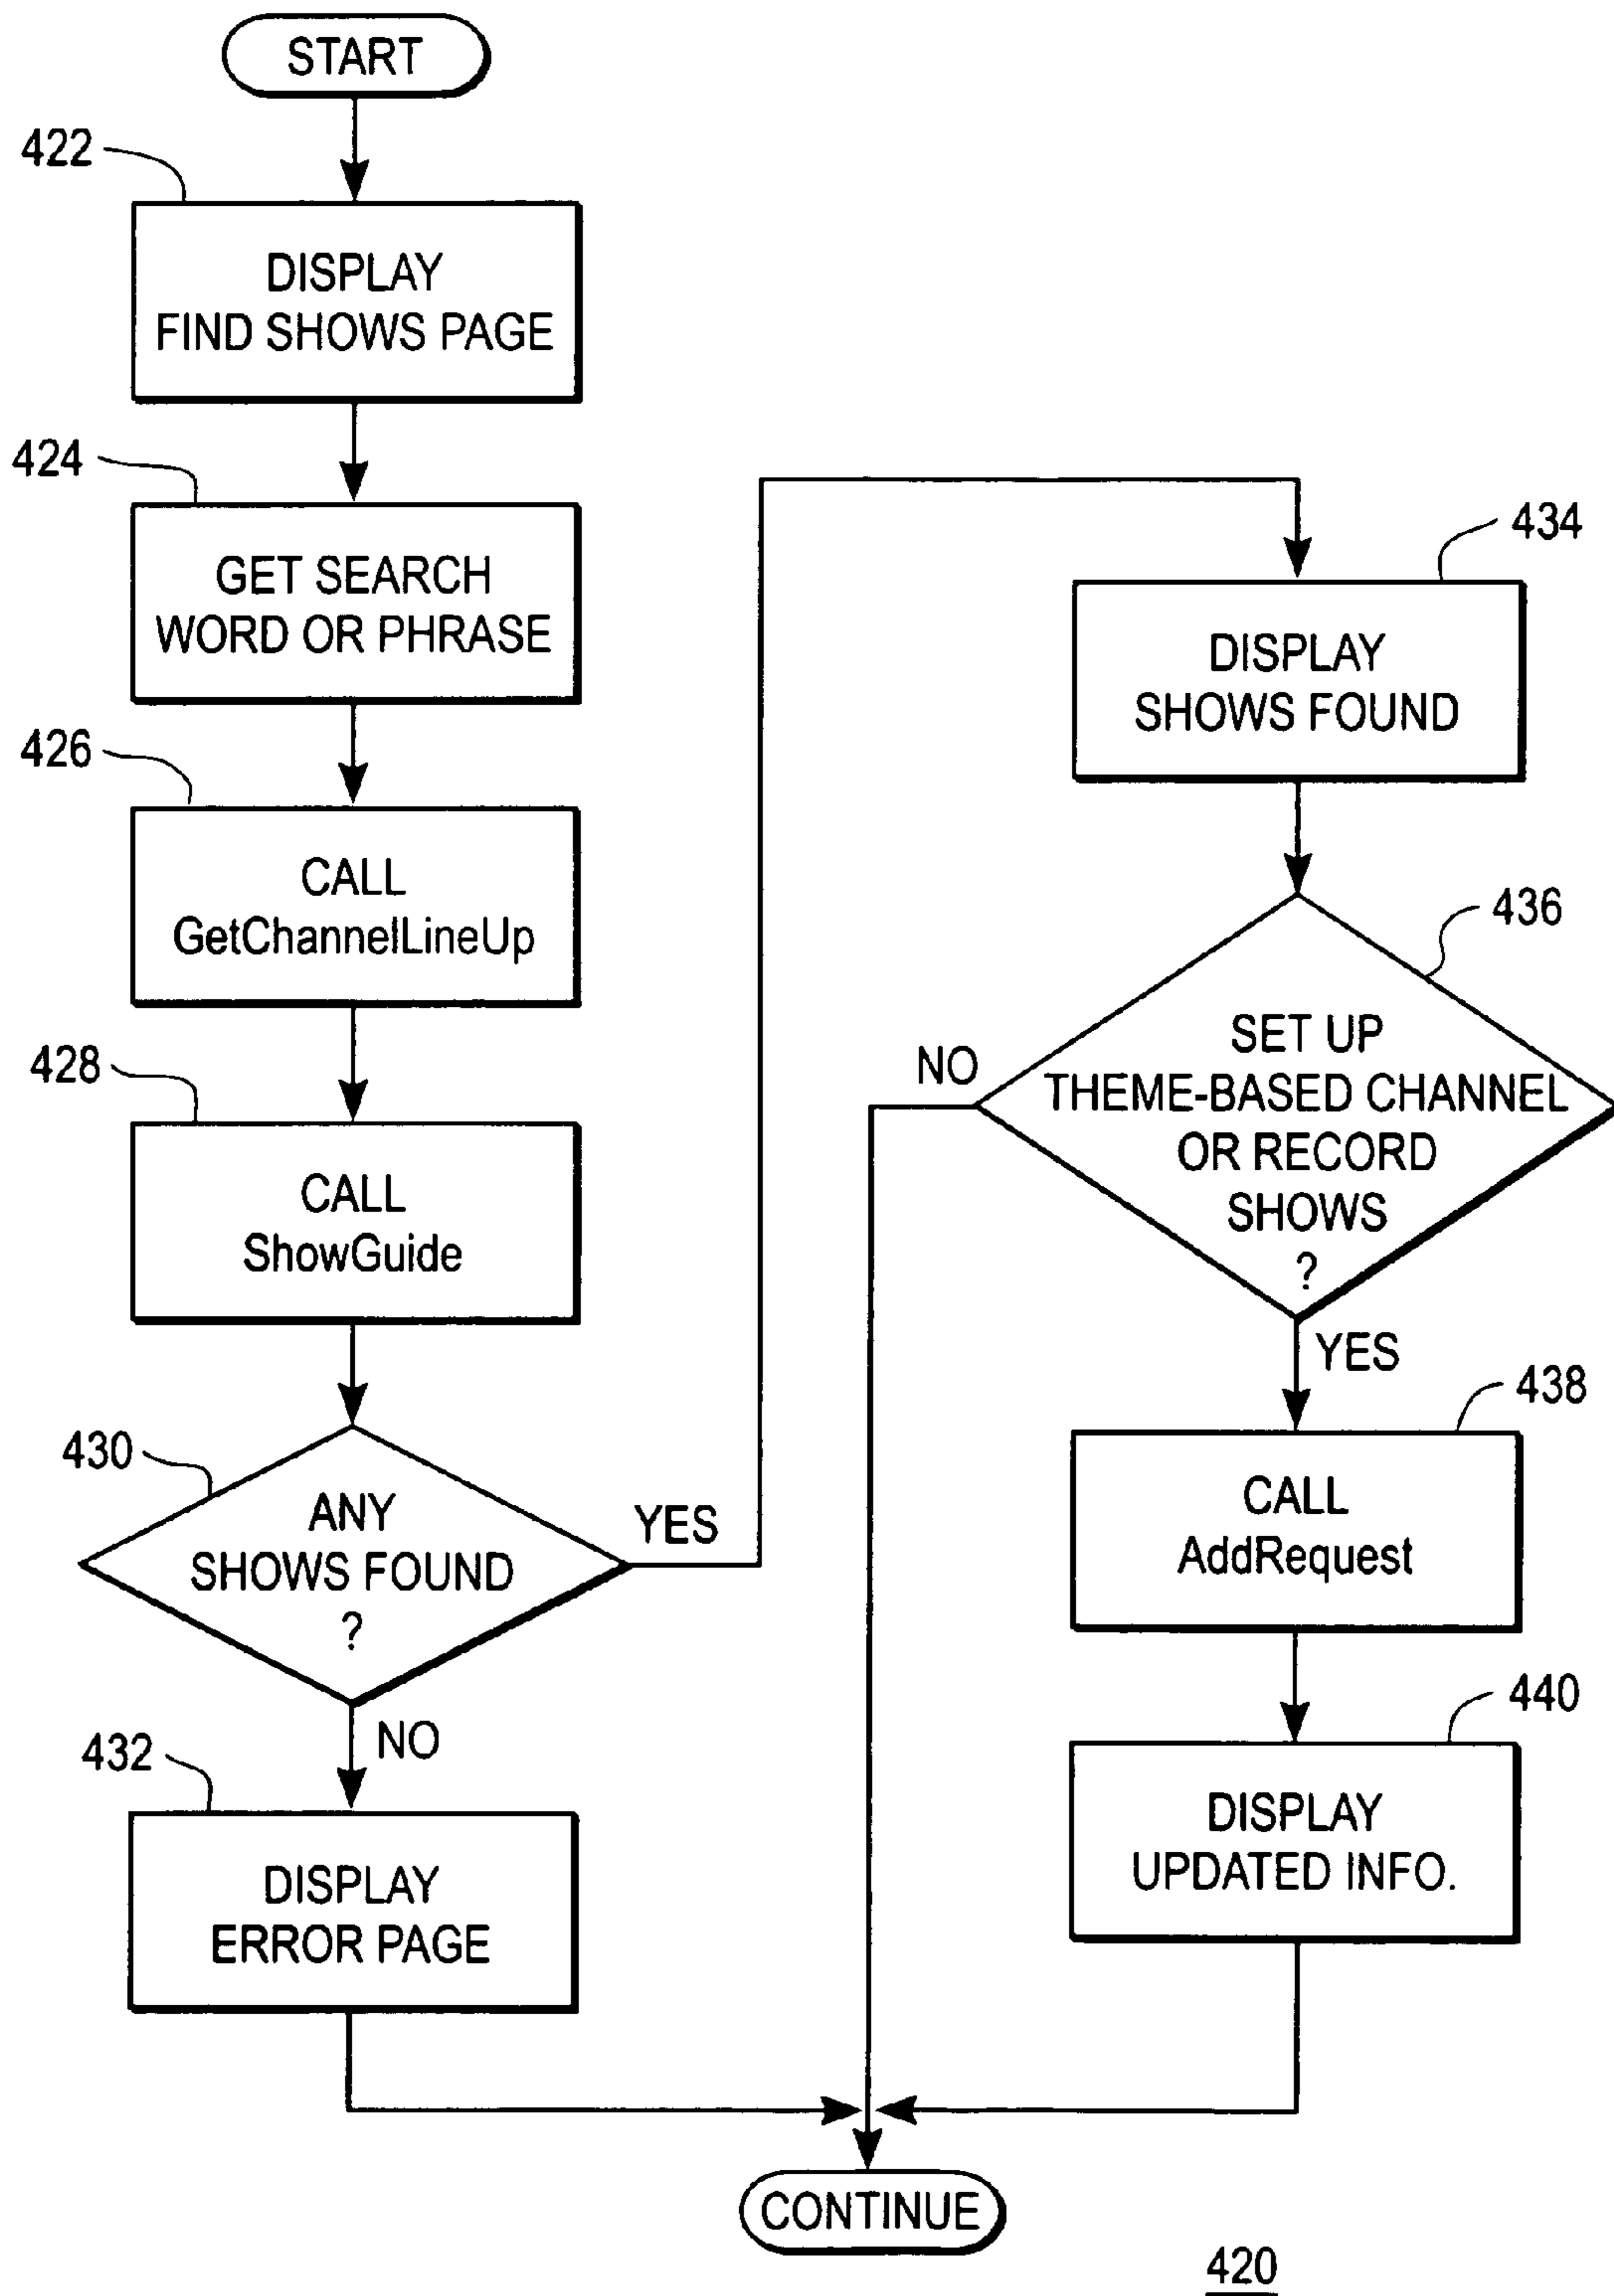 START
422
DISPLAY
FIND SHOWS PAGE
424
GET SEARCH
WORD OR PHRASE
426
CALL
GetChannelLineUp
428
CALL
ShowGuide
430
ANY
SHOWS FOUND
?
YES
NO
432
DISPLAY
ERROR PAGE
434
DISPLAY
SHOWS FOUND
436
SET UP
THEME-BASED CHANNEL
OR RECORD
SHOWS
?
NO
YES
438
CALL
AddRequest
440
DISPLAY
UPDATED INFO.
CONTINUE
420